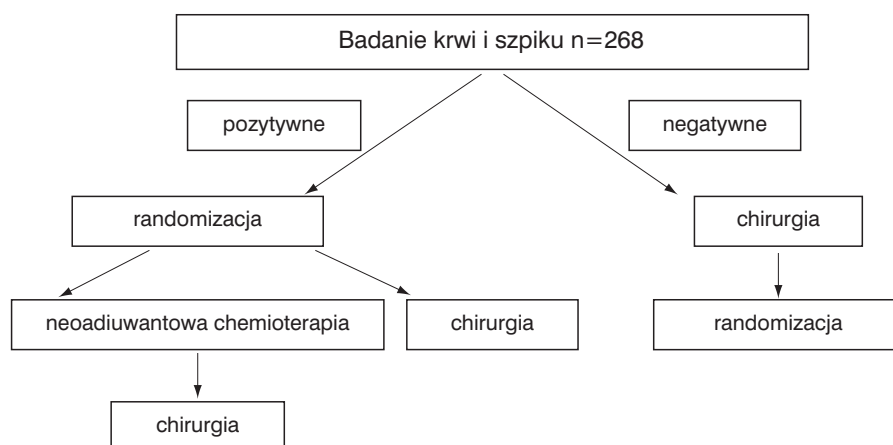 Badanie krwi i szpiku n=268
pozytywne
negatywne
randomizacja
chirurgia
neoadiuwantowa chemioterapia
chirurgia
randomizacja
chirurgia